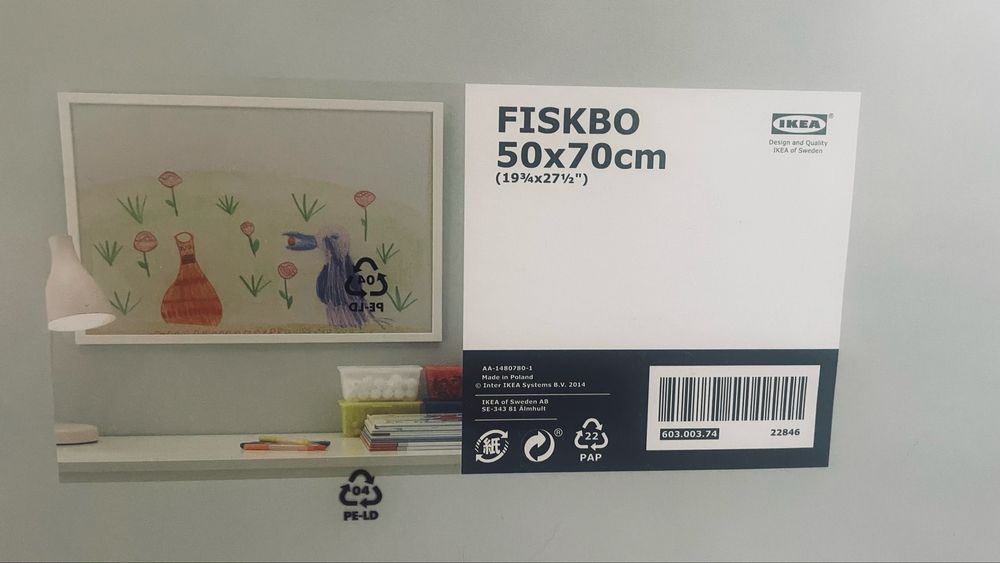 FISKBO
50x70cm
(19¾x27½")
IKEA®
Design and Quality
IKEA of Sweden
04
PE-LD
AA-1480780-1
Made in Poland
© Inter IKEA Systems B.V. 2014
IKEA of Sweden AB
SE-343 81 Älmhult
紙
®
22
PAP
603.003.74
22846
04
PE-LD